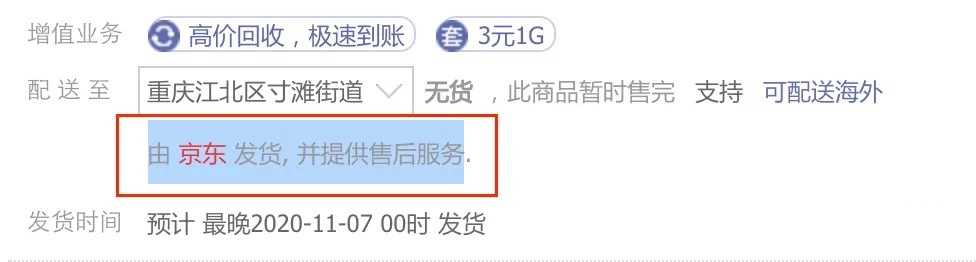 增值业务 高价回收，极速到账 套 3元1G
配送至 重庆江北区寸滩街道 无货 ，此商品暂时售完 支持 可配送海外
由 京东 发货, 并提供售后服务.
发货时间 预计 最晚2020-11-07 00时 发货